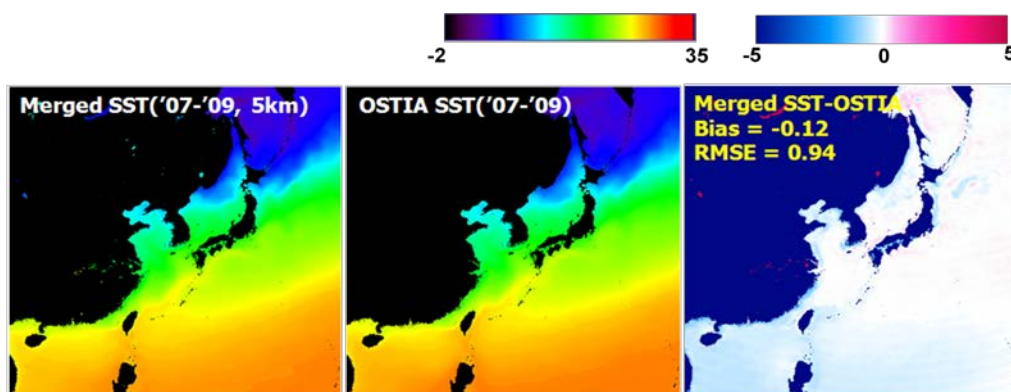 -2
35
-5
0
5
Merged SST('07-'09, 5km)
OSTIA SST('07-'09)
Merged SST-OSTIA
Bias = -0.12
RMSE = 0.94